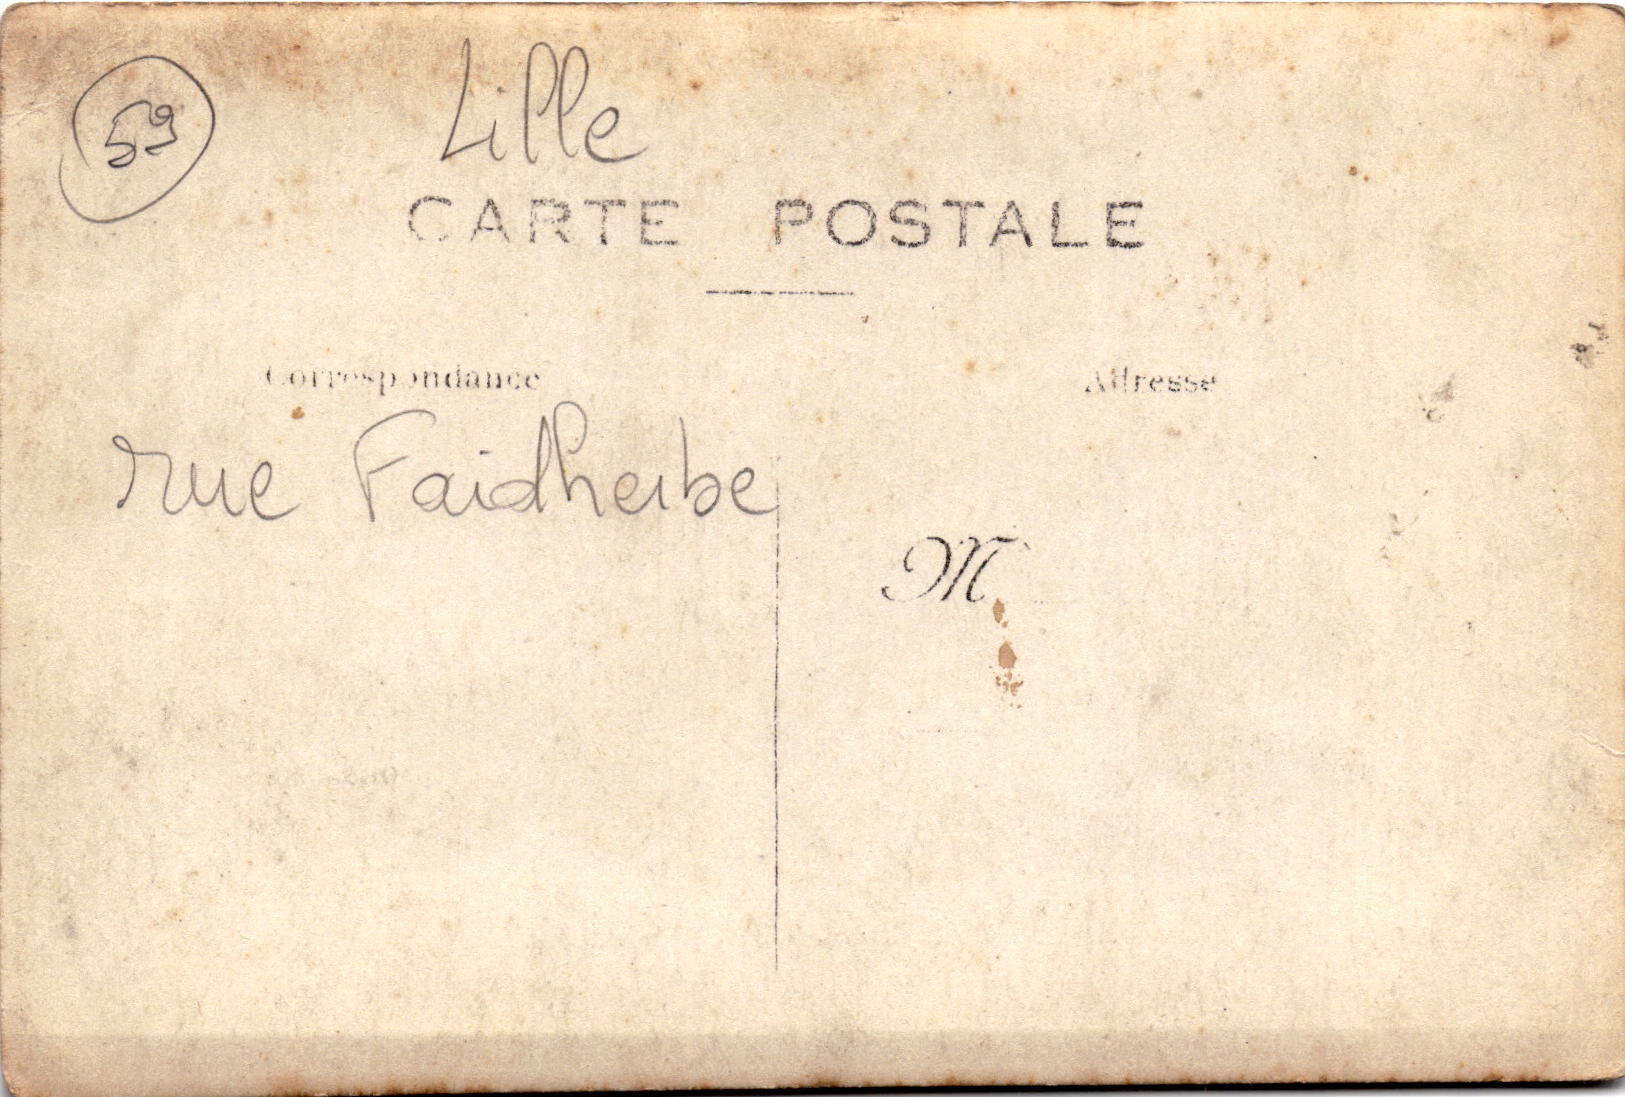 59
Lille
CARTE POSTALE
Correspondance
Adresse
rue Faidherbe
M